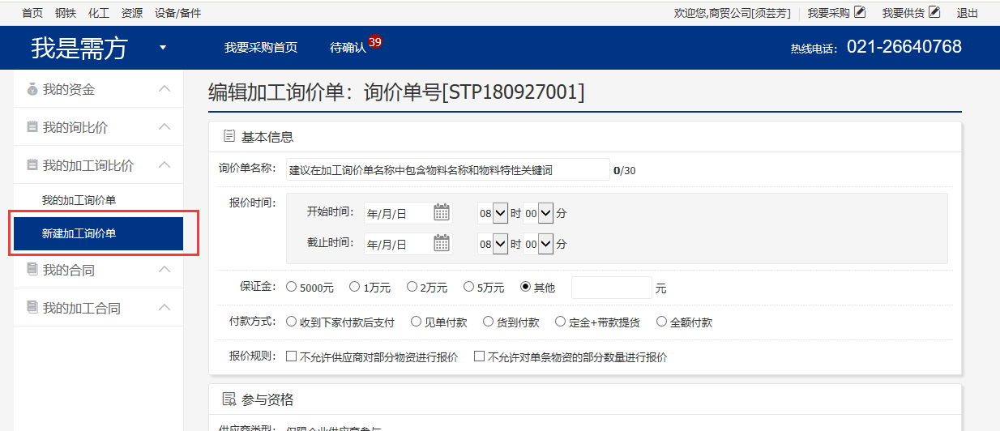 首页 钢铁 化工 资源 设备/备件 欢迎您,商贸公司[须芸芳] 我要采购 我要供货 退出
我是需方 我要采购首页 待确认 39 热线电话： 021-26640768
我的资金
我的询比价
我的加工询比价
我的加工询价单
新建加工询价单
我的合同
我的加工合同
编辑加工询价单：询价单号[STP180927001]
基本信息
询价单名称： 建议在加工询价单名称中包含物料名称和物料特性关键词 0/30
报价时间：
开始时间： 年/月/日 08 时 00 分
截止时间： 年/月/日 08 时 00 分
保证金： 5000元 1万元 2万元 5万元 其他 元
付款方式： 收到下家付款后支付 见单付款 货到付款 定金+带款提货 全额付款
报价规则： 不允许供应商对部分物资进行报价 不允许对单条物资的部分数量进行报价
参与资格
供应商类型： 仅限企业供应商参与